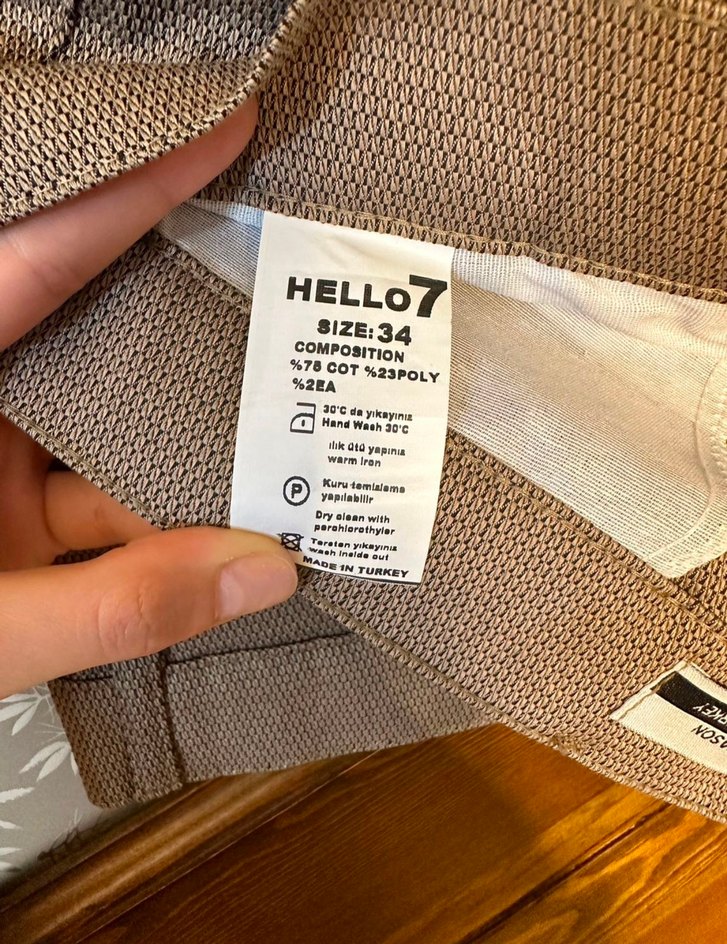 HELLO7
SIZE:34
COMPOSITION
%75 COT %23POLY
%2EA
30°C da yıkayınız
Hand Wash 30°C
ılık ütü yapınız
warm iron
P
Kuru temizleme
yapılabilir
Dry clean with
perchlorothyler
Tersten yıkayınız
wash inside out
MADE IN TURKEY